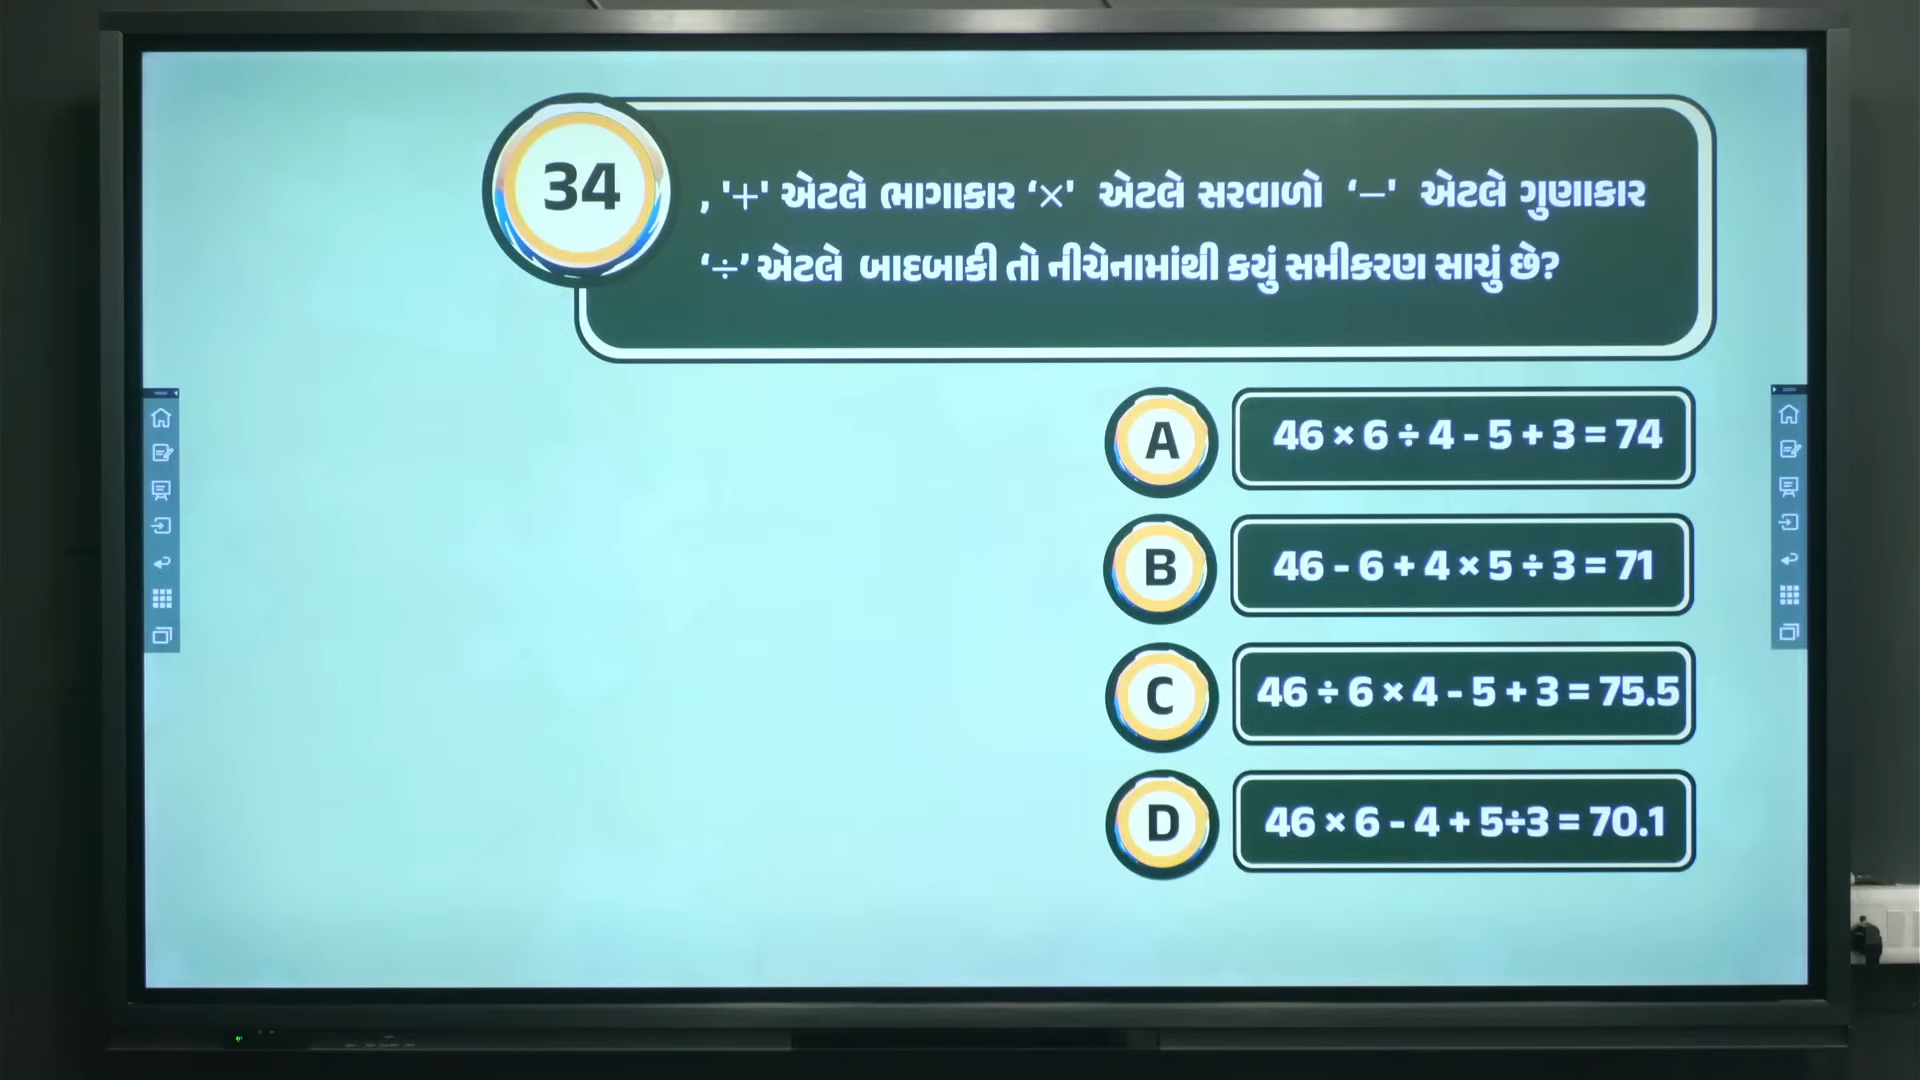 34
, '+' એટલે ભાગાકાર ‘×' એટલે સરવાળો ‘−' એટલે ગુણાકાર
‘÷’ એટલે બાદબાકી તો નીચેનામાંથી કયું સમીકરણ સાચું છે?
A 46 × 6 ÷ 4 - 5 + 3 = 74
B 46 - 6 + 4 × 5 ÷ 3 = 71
C 46 ÷ 6 × 4 - 5 + 3 = 75.5
D 46 × 6 - 4 + 5÷3 = 70.1